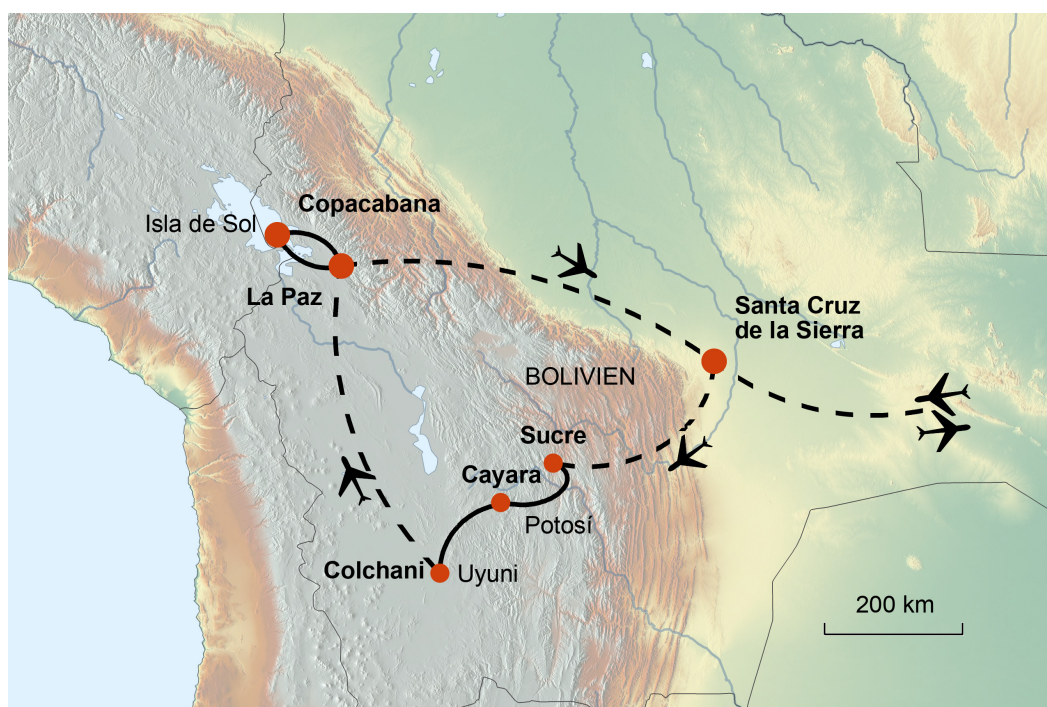 Copacabana
Isla de Sol
La Paz
Santa Cruz
de la Sierra
BOLIVIEN
Sucre
Cayara
Potosí
Colchani
Uyuni
200 km